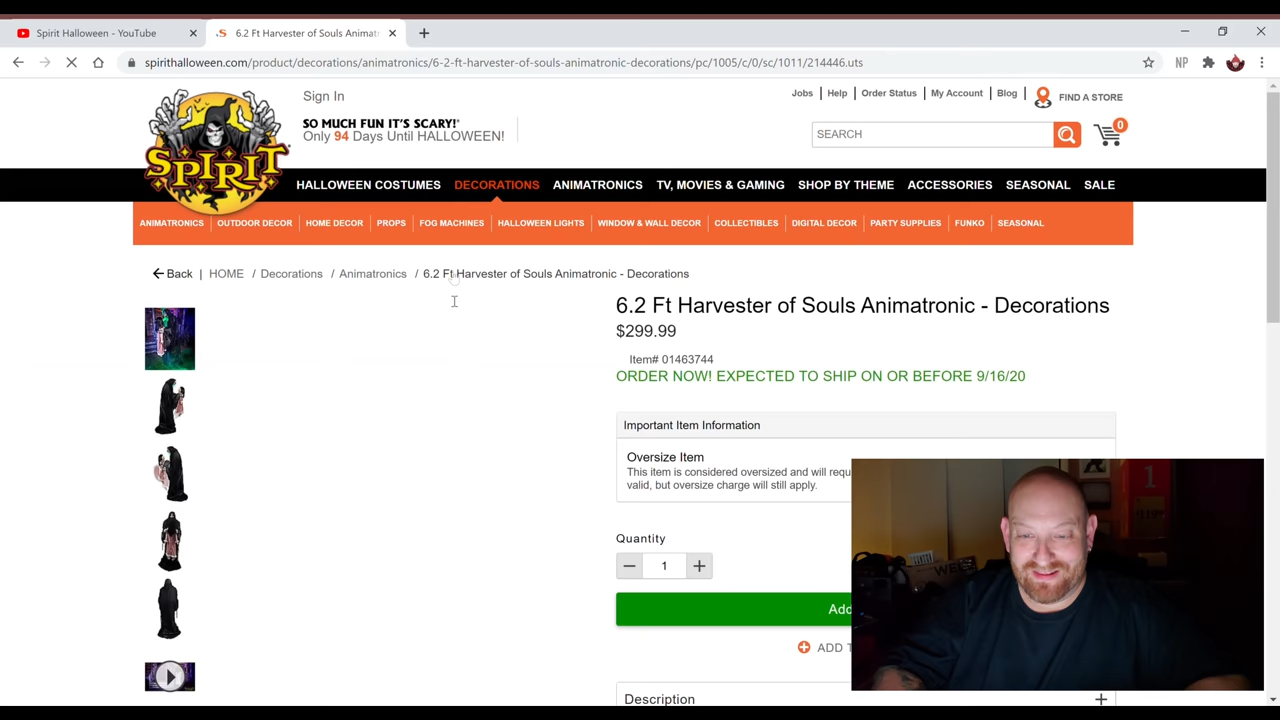 Spirit Halloween - YouTube
6.2 Ft Harvester of Souls Animat
spirithalloween.com/product/decorations/animatronics/6-2-ft-harvester-of-souls-animatronic-decorations/pc/1005/c/0/sc/1011/214446.uts
NP
Jobs | Help | Order Status | My Account | Blog | FIND A STORE
Sign In
SO MUCH FUN IT'S SCARY!
Only 94 Days Until HALLOWEEN!
SEARCH
0
SPIRIT
HALLOWEEN COSTUMES DECORATIONS ANIMATRONICS TV, MOVIES & GAMING SHOP BY THEME ACCESSORIES SEASONAL SALE
ANIMATRONICS OUTDOOR DECOR HOME DECOR PROPS FOG MACHINES HALLOWEEN LIGHTS WINDOW & WALL DECOR COLLECTIBLES DIGITAL DECOR PARTY SUPPLIES FUNKO SEASONAL
Back | HOME / Decorations / Animatronics / 6.2 Ft Harvester of Souls Animatronic - Decorations
6.2 Ft Harvester of Souls Animatronic - Decorations
$299.99
Item# 01463744
ORDER NOW! EXPECTED TO SHIP ON OR BEFORE 9/16/20
Important Item Information
Oversize Item
This item is considered oversized and will requ
valid, but oversize charge will still apply.
Quantity
1
Add
ADD T
Description